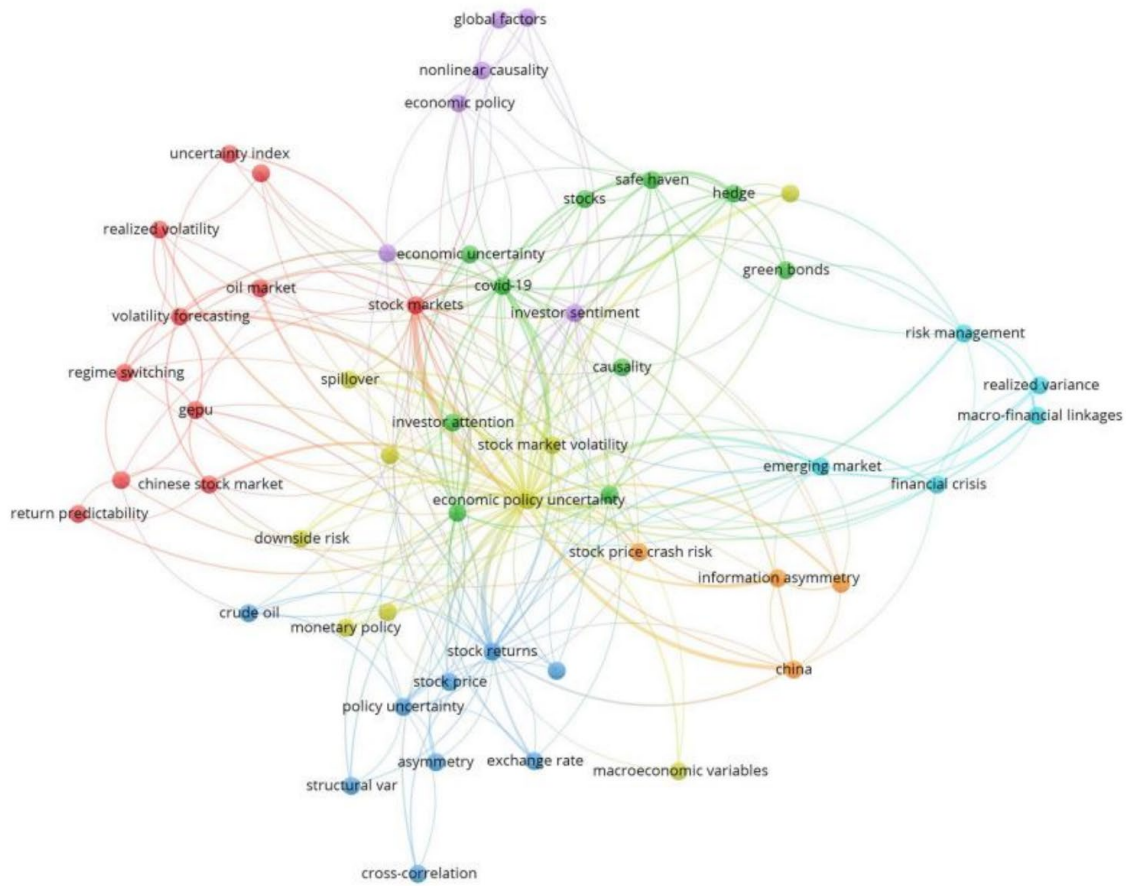 global factors
nonlinear causality
economic policy
uncertainty index
safe haven
hedge
stocks
realized volatility
economic uncertainty
green bonds
oil market
covid-19
stock markets
volatility forecasting
investor sentiment
risk management
causality
regime switching
spillover
realized variance
gepu
macro-financial linkages
investor attention
stock market volatility
emerging market
chinese stock market
financial crisis
economic policy uncertainty
return predictability
downside risk
stock price crash risk
information asymmetry
crude oil
monetary policy
stock returns
china
stock price
policy uncertainty
asymmetry
exchange rate
macroeconomic variables
structural var
cross-correlation